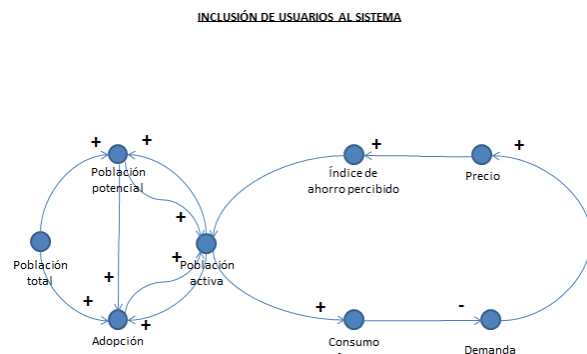 INCLUSIÓN DE USUARIOS AL SISTEMA
+
+
+
+
Población
potencial
Índice de
ahorro percibido
Precio
+
+
Población
total
Población
activa
+
+
+
+
-
Adopción
Consumo
Demanda